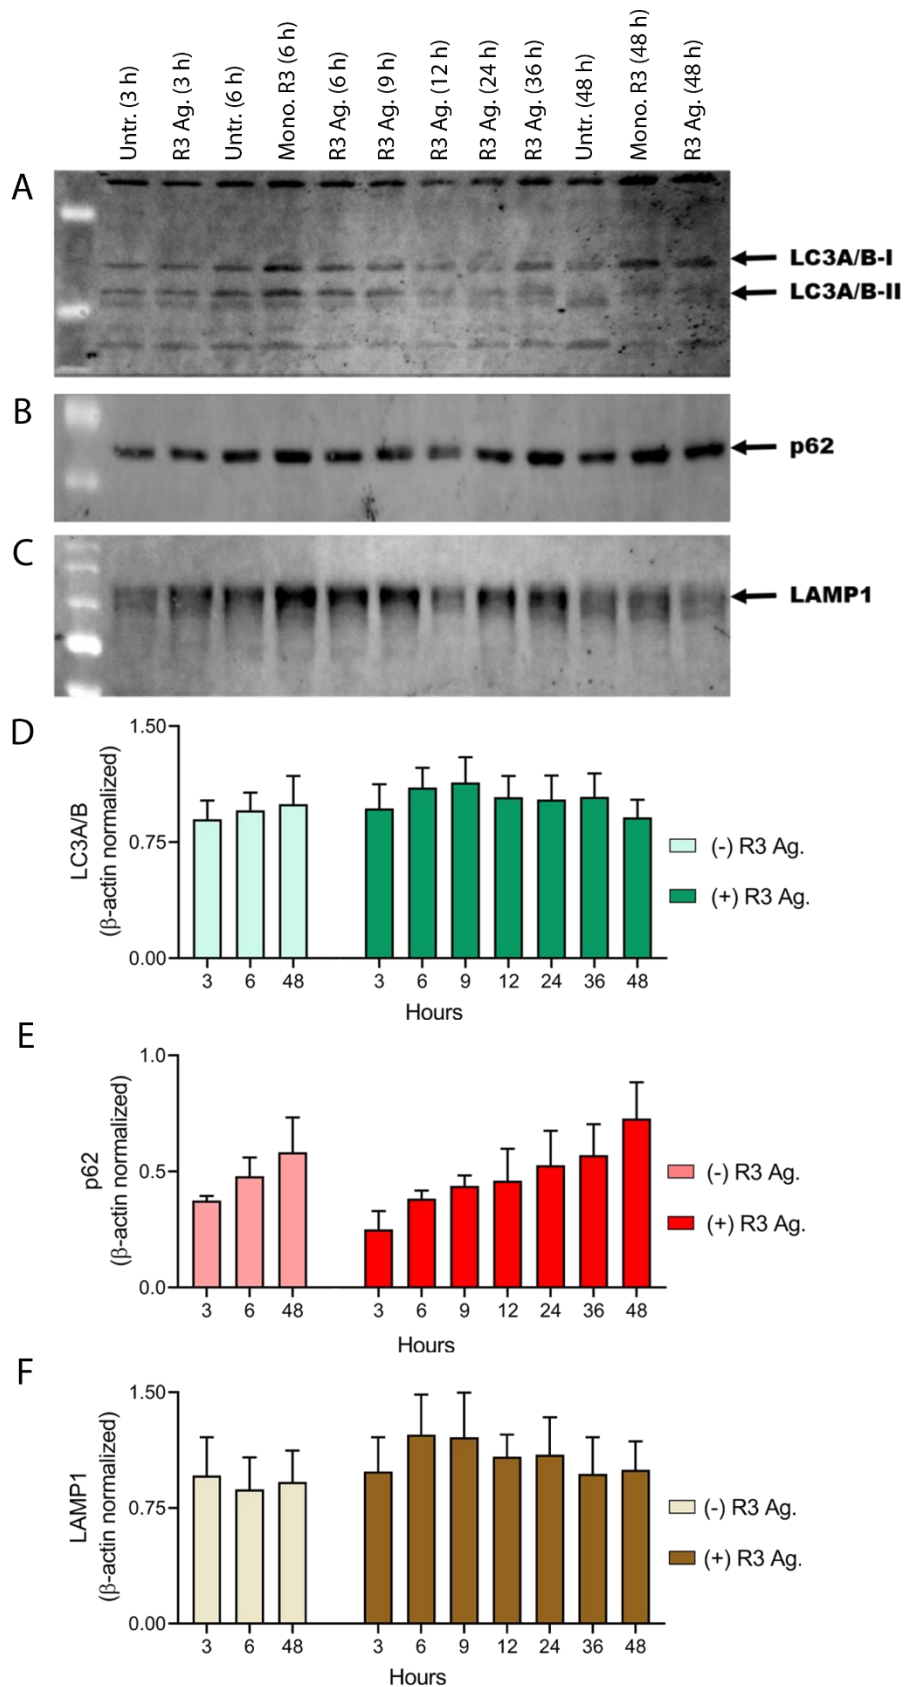 Untr. (3 h)
R3 Ag. (3 h)
Untr. (6 h)
Mono. R3 (6 h)
R3 Ag. (6 h)
R3 Ag. (9 h)
R3 Ag. (12 h)
R3 Ag. (24 h)
R3 Ag. (36 h)
Untr. (48 h)
Mono. R3 (48 h)
R3 Ag. (48 h)
A
LC3A/B-I
LC3A/B-II
B
p62
C
LAMP1
D
LC3A/B
(β-actin normalized)
1.50
0.75
0.00
3 6 48 3 6 9 12 24 36 48
Hours
(-) R3 Ag.
(+) R3 Ag.
E
p62
(β-actin normalized)
1.0
0.5
0.0
3 6 48 3 6 9 12 24 36 48
Hours
(-) R3 Ag.
(+) R3 Ag.
F
LAMP1
(β-actin normalized)
1.50
0.75
0.00
3 6 48 3 6 9 12 24 36 48
Hours
(-) R3 Ag.
(+) R3 Ag.